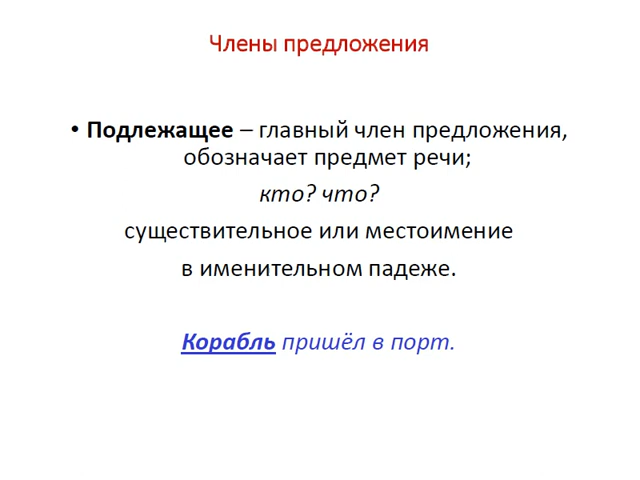 Члены предложения
• Подлежащее – главный член предложения,
обозначает предмет речи;
кто? что?
существительное или местоимение
в именительном падеже.
Корабль пришёл в порт.